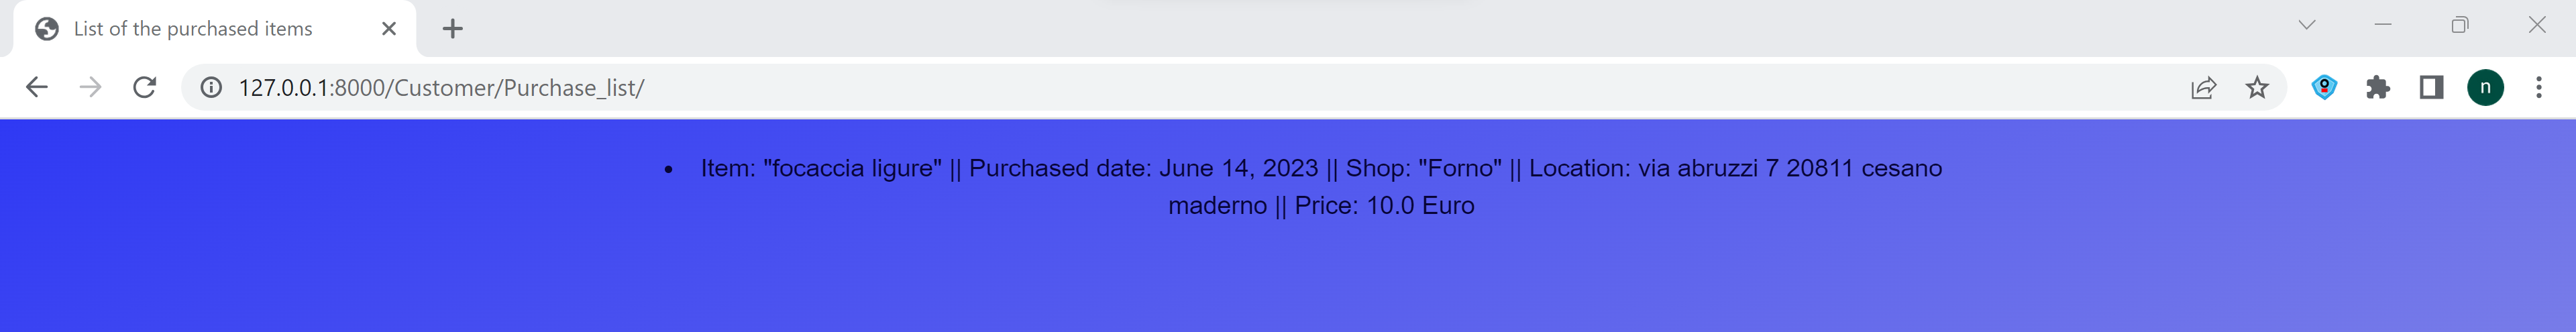 List of the purchased items
127.0.0.1:8000/Customer/Purchase_list/
n
• Item: "focaccia ligure" || Purchased date: June 14, 2023 || Shop: "Forno" || Location: via abruzzi 7 20811 cesano
maderno || Price: 10.0 Euro